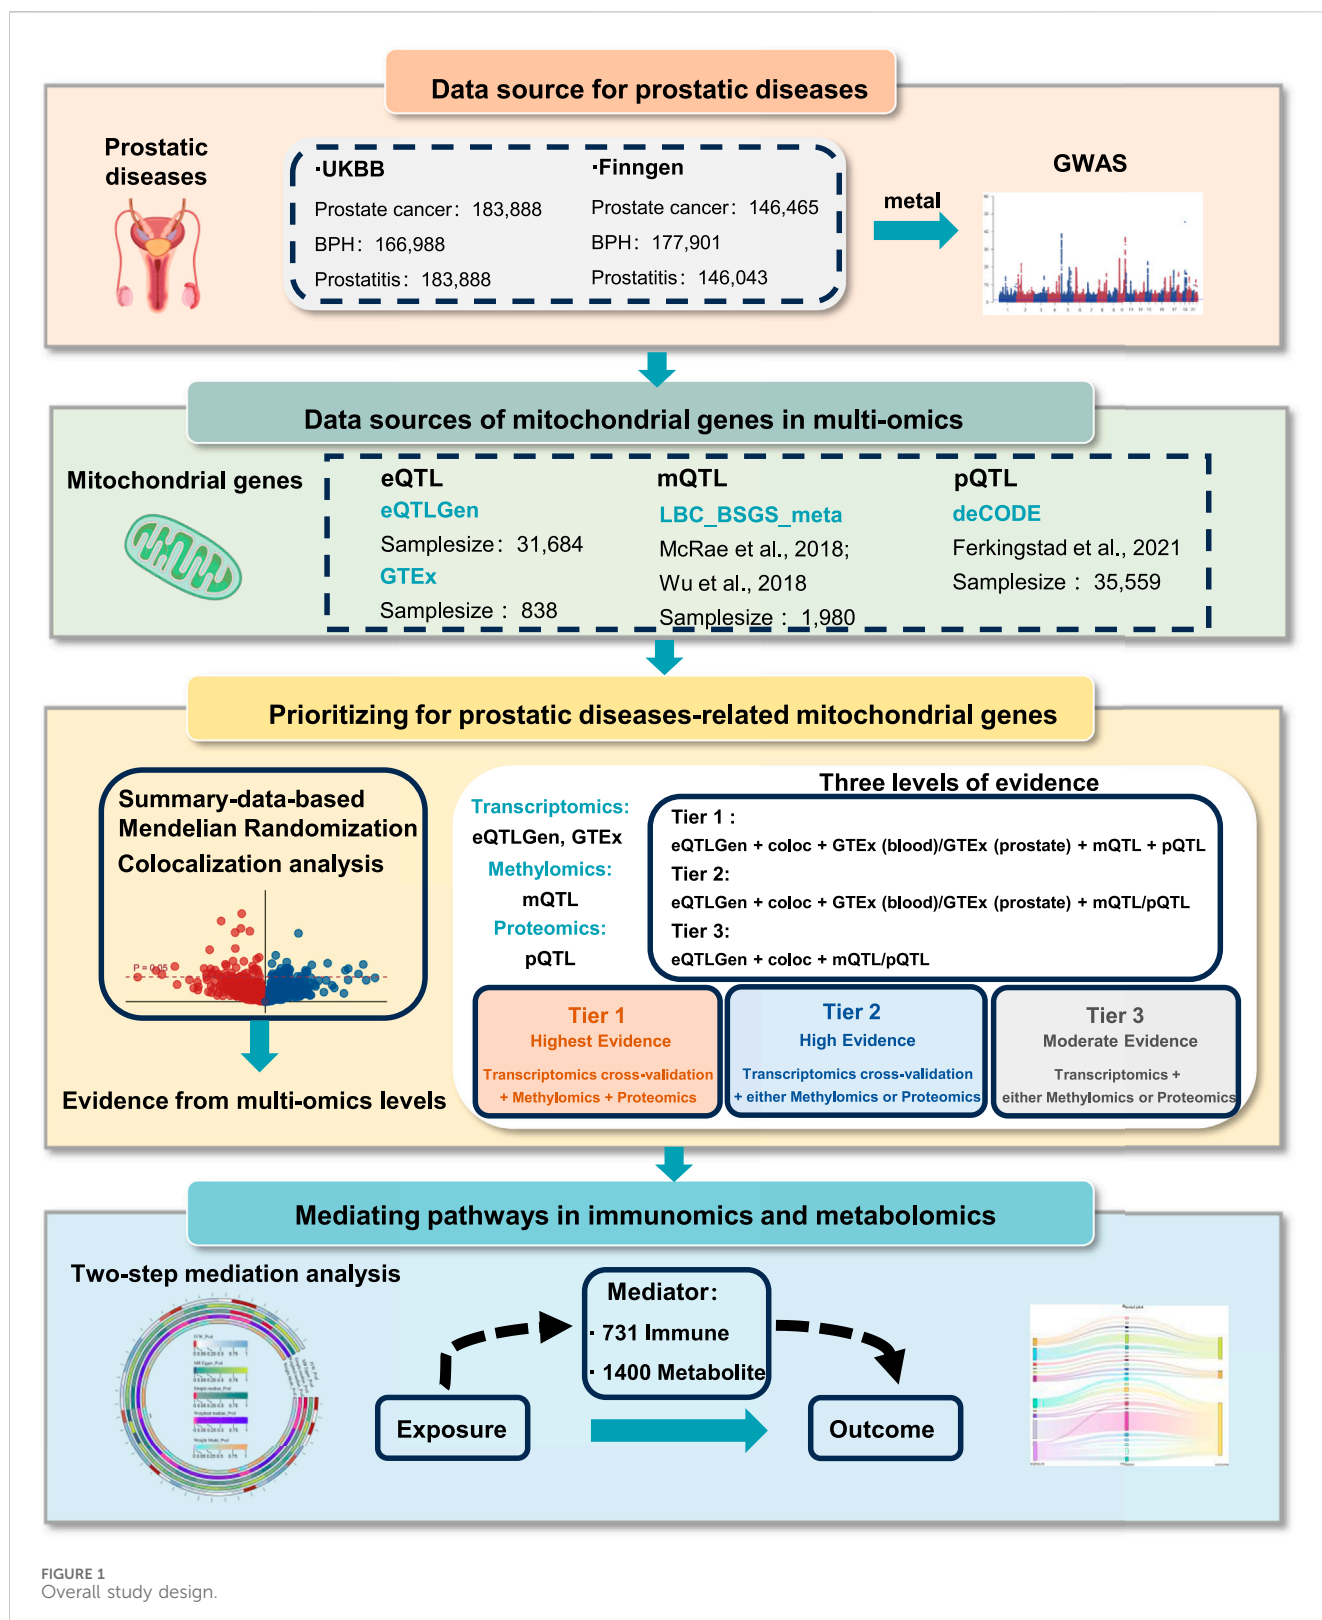 Data source for prostatic diseases
Prostatic
diseases
·UKBB
Prostate cancer: 183,888
BPH: 166,988
Prostatitis: 183,888
·Finngen
Prostate cancer: 146,465
BPH: 177,901
Prostatitis: 146,043
metal
GWAS
Data sources of mitochondrial genes in multi-omics
Mitochondrial genes
eQTL
eQTLGen
Samplesize: 31,684
GTEx
Samplesize : 838
mQTL
LBC_BSGS_meta
McRae et al., 2018;
Wu et al., 2018
Samplesize : 1,980
pQTL
deCODE
Ferkingstad et al., 2021
Samplesize : 35,559
Prioritizing for prostatic diseases-related mitochondrial genes
Summary-data-based
Mendelian Randomization
Colocalization analysis
P = 0.05
Evidence from multi-omics levels
Transcriptomics:
eQTLGen, GTEx
Methylomics:
mQTL
Proteomics:
pQTL
Three levels of evidence
Tier 1 :
eQTLGen + coloc + GTEx (blood)/GTEx (prostate) + mQTL + pQTL
Tier 2:
eQTLGen + coloc + GTEx (blood)/GTEx (prostate) + mQTL/pQTL
Tier 3:
eQTLGen + coloc + mQTL/pQTL
Tier 1
Highest Evidence
Transcriptomics cross-validation
+ Methylomics + Proteomics
Tier 2
High Evidence
Transcriptomics cross-validation
+ either Methylomics or Proteomics
Tier 3
Moderate Evidence
Transcriptomics +
either Methylomics or Proteomics
Mediating pathways in immunomics and metabolomics
Two-step mediation analysis
Mediator:
· 731 Immune
· 1400 Metabolite
Exposure
Outcome
FIGURE 1
Overall study design.